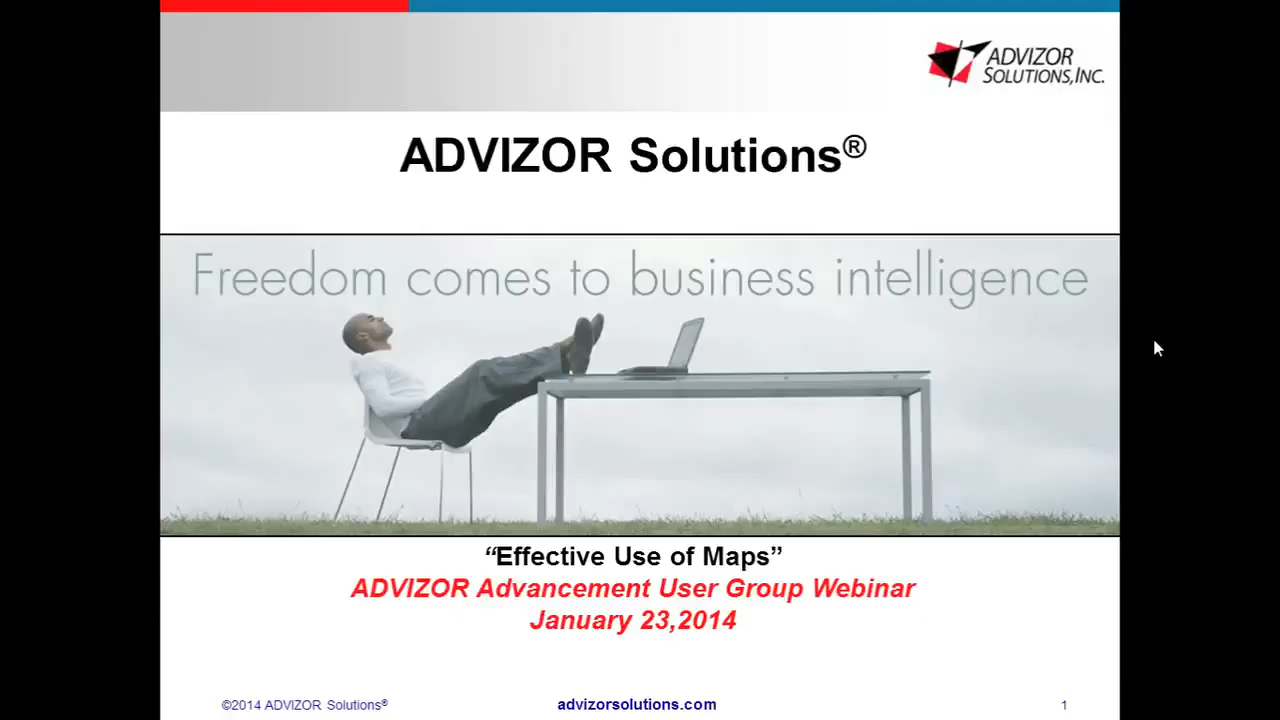 ADVIZOR
SOLUTIONS, INC.
ADVIZOR Solutions®
Freedom comes to business intelligence
“Effective Use of Maps”
ADVIZOR Advancement User Group Webinar
January 23,2014
©2014 ADVIZOR Solutions®
advizorsolutions.com
1